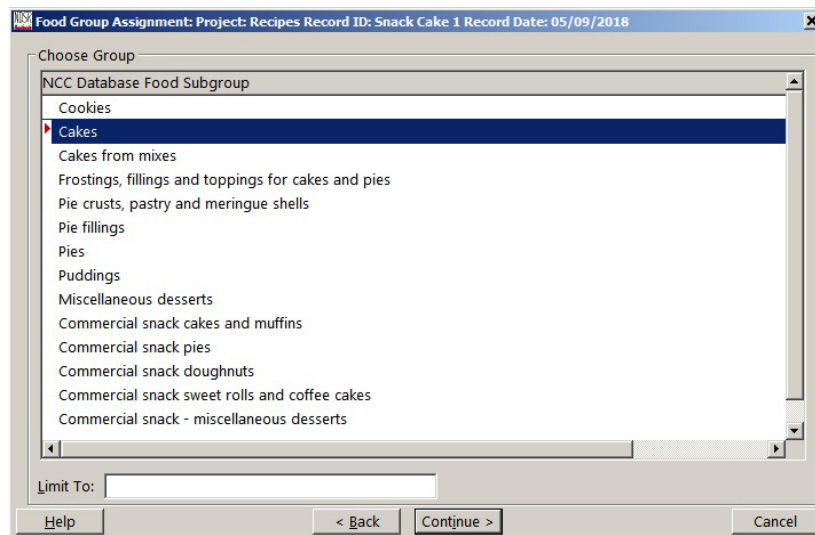 Food Group Assignment: Project: Recipes Record ID: Snack Cake 1 Record Date: 05/09/2018
Choose Group
NCC Database Food Subgroup
Cookies
Cakes
Cakes from mixes
Frostings, fillings and toppings for cakes and pies
Pie crusts, pastry and meringue shells
Pie fillings
Pies
Puddings
Miscellaneous desserts
Commercial snack cakes and muffins
Commercial snack pies
Commercial snack doughnuts
Commercial snack sweet rolls and coffee cakes
Commercial snack - miscellaneous desserts
Limit To:
Help < Back Continue > Cancel